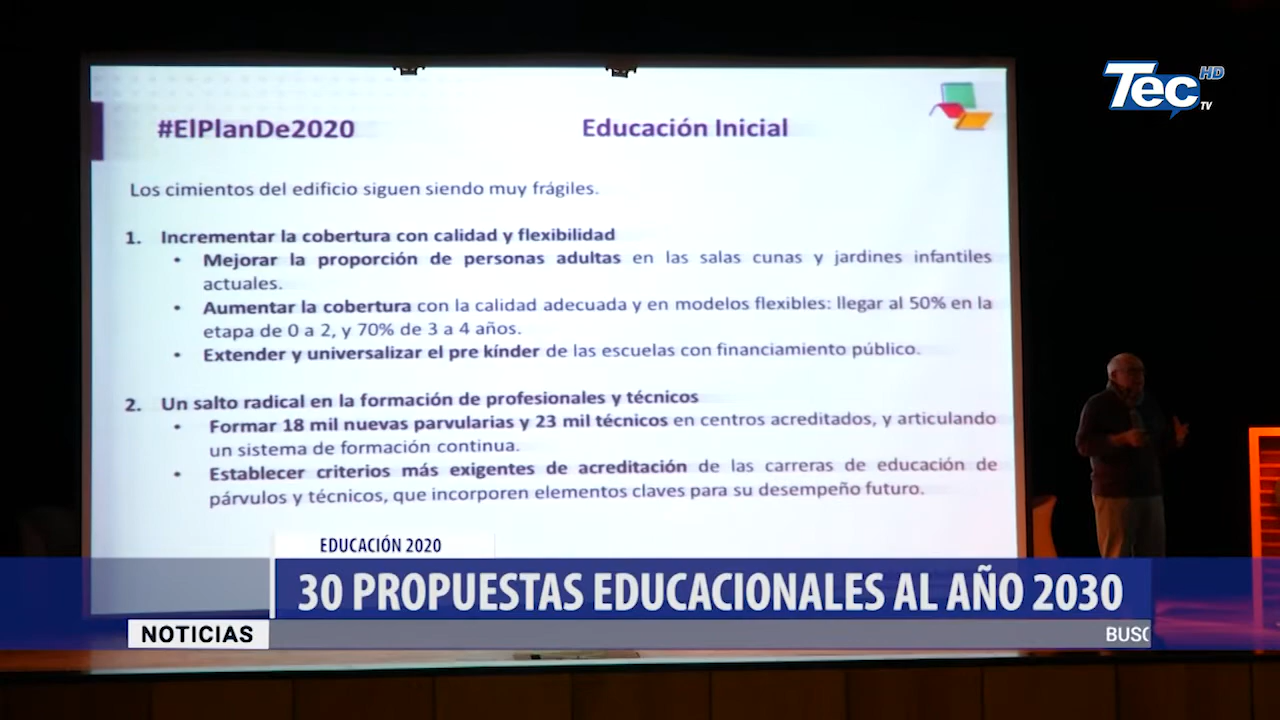 Tec HD
TV
#ElPlanDe2020 Educación Inicial
Los cimientos del edificio siguen siendo muy frágiles.
1. Incrementar la cobertura con calidad y flexibilidad
• Mejorar la proporción de personas adultas en las salas cunas y jardines infantiles
actuales.
• Aumentar la cobertura con la calidad adecuada y en modelos flexibles: llegar al 50% en la
etapa de 0 a 2, y 70% de 3 a 4 años.
• Extender y universalizar el pre kínder de las escuelas con financiamiento público.
2. Un salto radical en la formación de profesionales y técnicos
• Formar 18 mil nuevas parvularias y 23 mil técnicos en centros acreditados, y articulando
un sistema de formación continua.
• Establecer criterios más exigentes de acreditación de las carreras de educación de
párvulos y técnicos, que incorporen elementos claves para su desempeño futuro.
EDUCACIÓN 2020
30 PROPUESTAS EDUCACIONALES AL AÑO 2030
NOTICIAS
BUSC